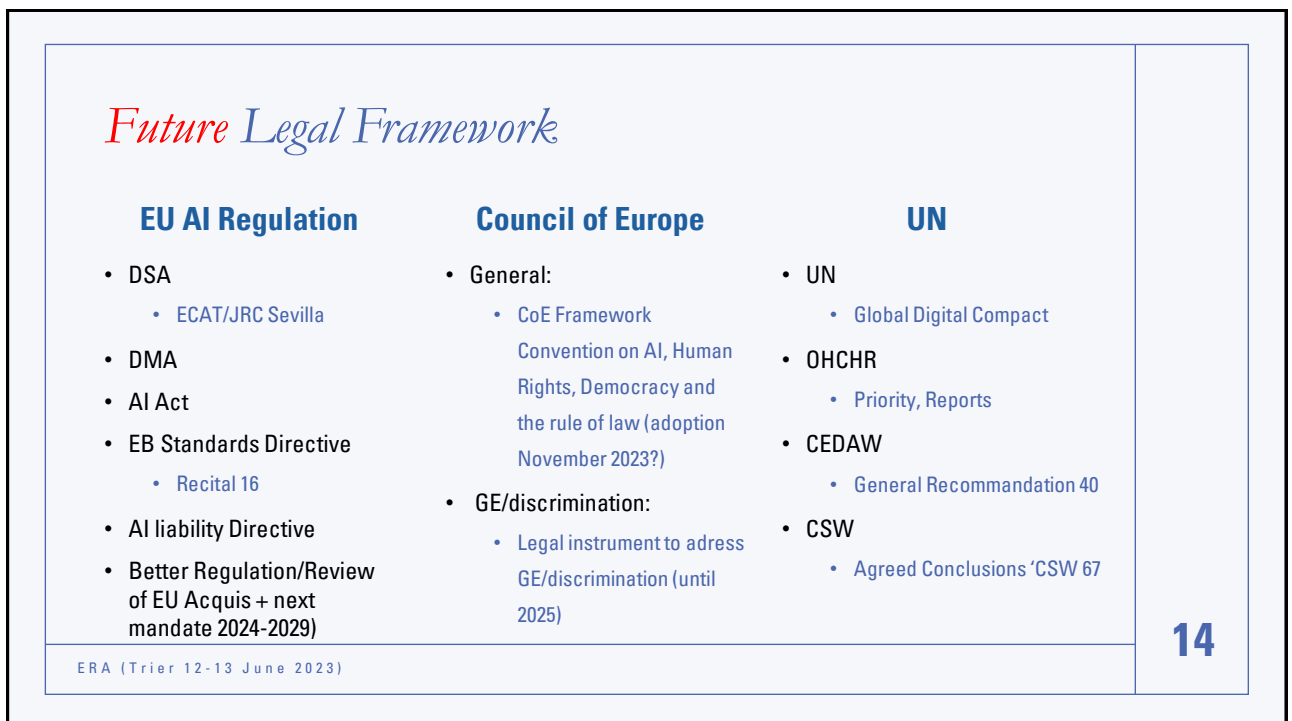 Future Legal Framework
EU AI Regulation
• DSA
• ECAT/JRC Sevilla
• DMA
• AI Act
• EB Standards Directive
• Recital 16
• AI liability Directive
• Better Regulation/Review
of EU Acquis + next
mandate 2024-2029)
Council of Europe
• General:
• CoE Framework
Convention on AI, Human
Rights, Democracy and
the rule of law (adoption
November 2023?)
• GE/discrimination:
• Legal instrument to adress
GE/discrimination (until
2025)
UN
• UN
• Global Digital Compact
• OHCHR
• Priority, Reports
• CEDAW
• General Recommandation 40
• CSW
• Agreed Conclusions ‘CSW 67
14
ERA (Trier 12-13 June 2023)